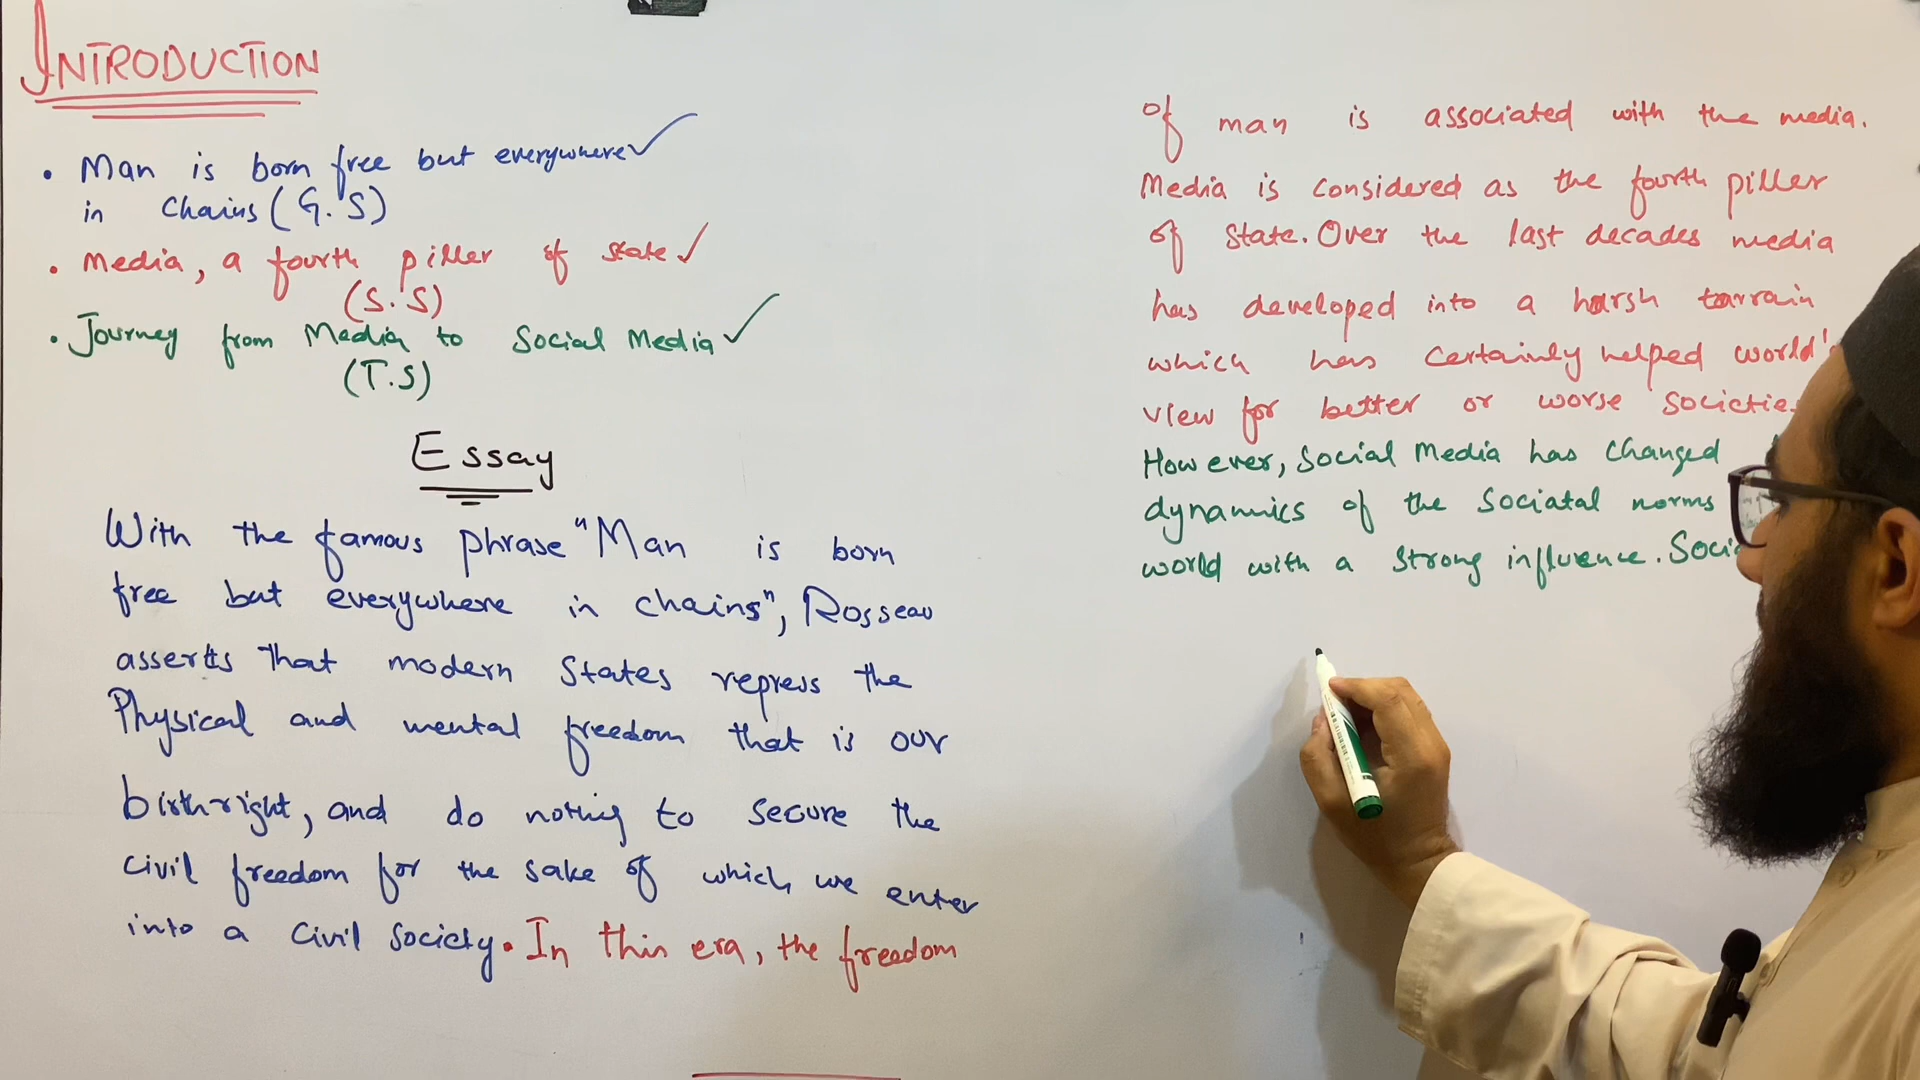 INTRODUCTION
• Man is born free but everywhere
in Chains (G.S)
• Media, a fourth piller of state
(S.S)
• Journey from Media to Social Media
(T.S)
Essay
With the famous phrase "Man is born
free but everywhere in chains", Rosseau
asserts that modern States repress the
Physical and mental freedom that is our
birthright, and do nothing to secure the
civil freedom for the sake of which we enter
into a civil society. In this era, the freedom
of man is associated with the media.
Media is considered as the fourth piller
of State. Over the last decades media
has developed into a harsh tarrain
which has certainly helped world's
view for better or worse societies
However, Social Media has changed
dynamics of the Sociatal norms
world with a strong influence. Soci